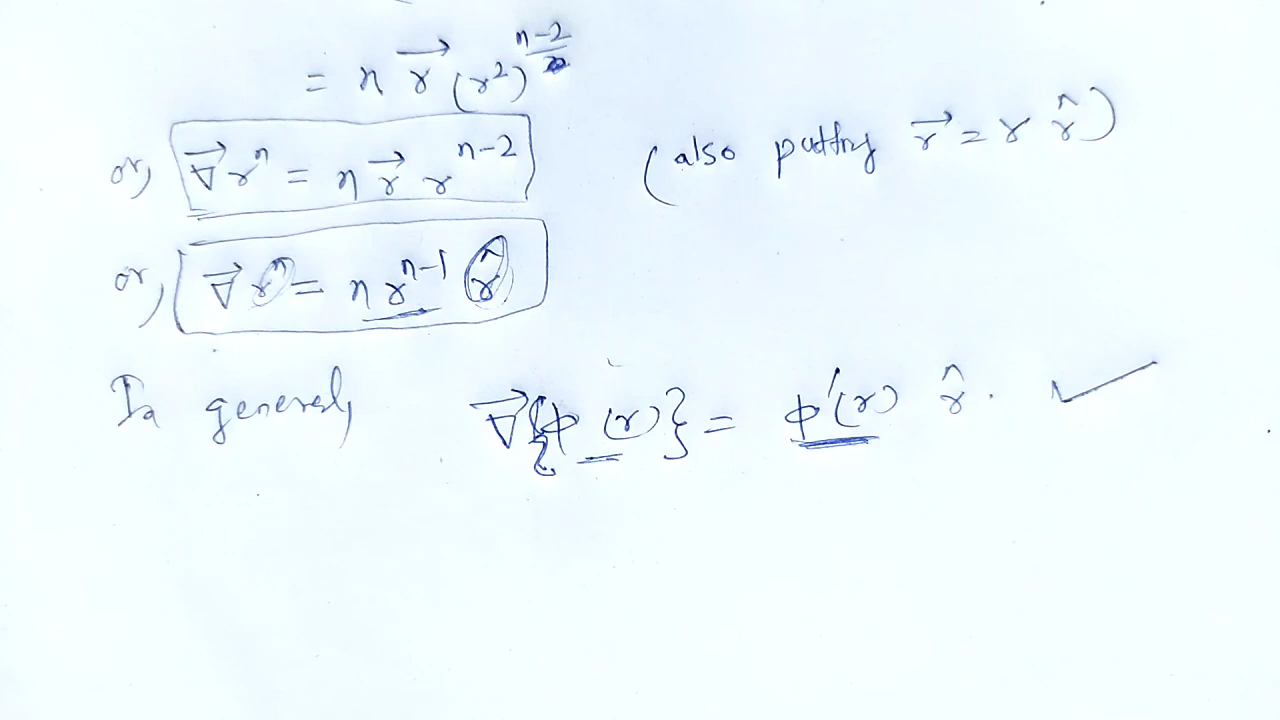 = n r⃗ (r²)^{(n-2)/2}
or, ∇⃗ rⁿ = n r⃗ r^{n-2} (also putting r⃗ = r r̂)
or, ∇⃗ rⁿ = n r^{n-1} r̂
In general, ∇⃗{φ(r)} = φ'(r) r̂. ✓